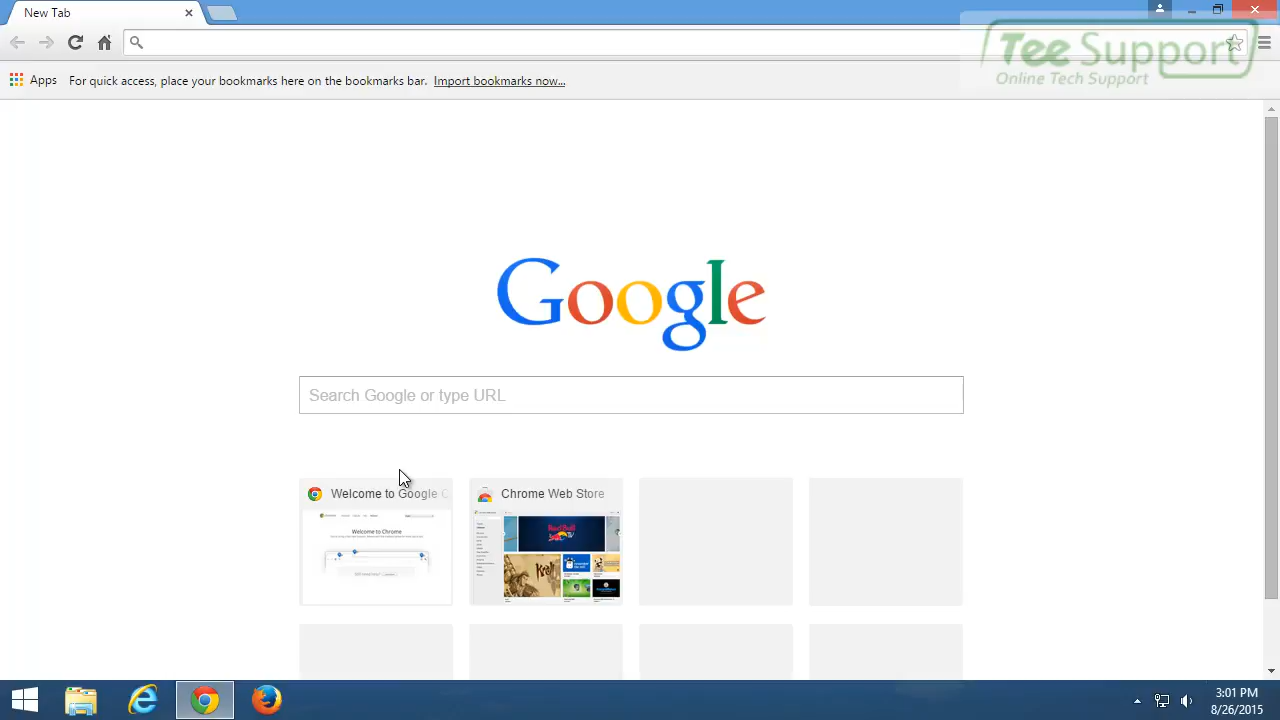 New Tab
Tee Support
Online Tech Support
Apps
For quick access, place your bookmarks here on the bookmarks bar. Import bookmarks now...
Google
Search Google or type URL
Welcome to Google C
Chrome Web Store
Welcome to Chrome
3:01 PM
8/26/2015